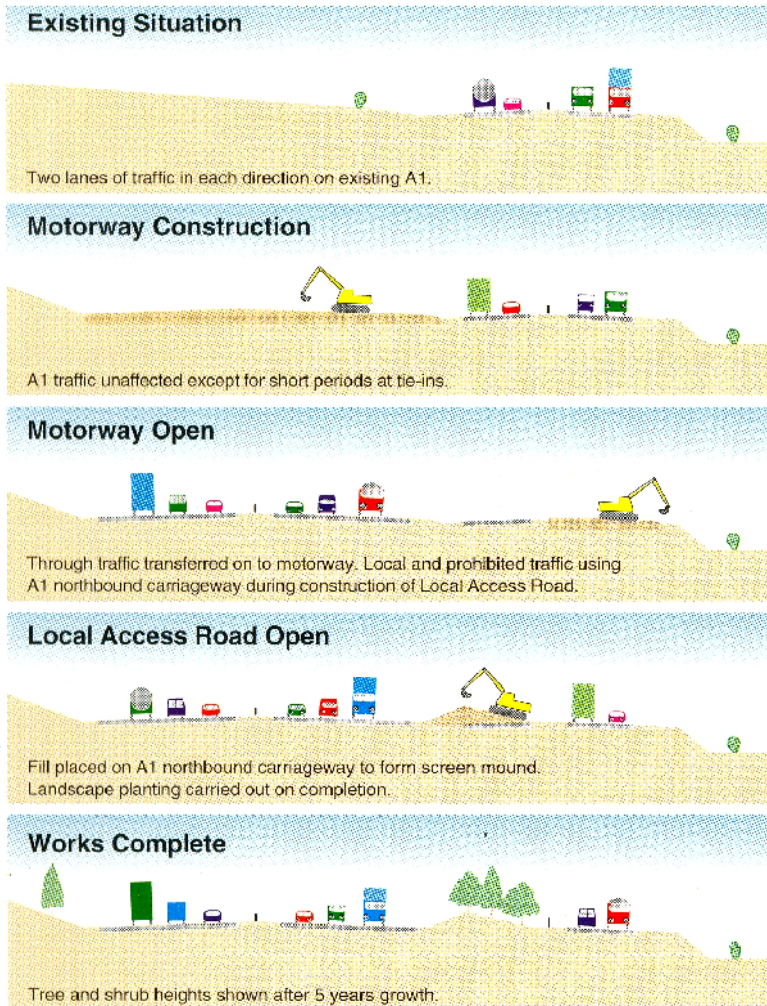 Existing Situation
Two lanes of traffic in each direction on existing A1.
Motorway Construction
A1 traffic unaffected except for short periods at tie-ins.
Motorway Open
Through traffic transferred on to motorway. Local and prohibited traffic using
A1 northbound carriageway during construction of Local Access Road.
Local Access Road Open
Fill placed on A1 northbound carriageway to form screen mound.
Landscape planting carried out on completion.
Works Complete
Tree and shrub heights shown after 5 years growth.